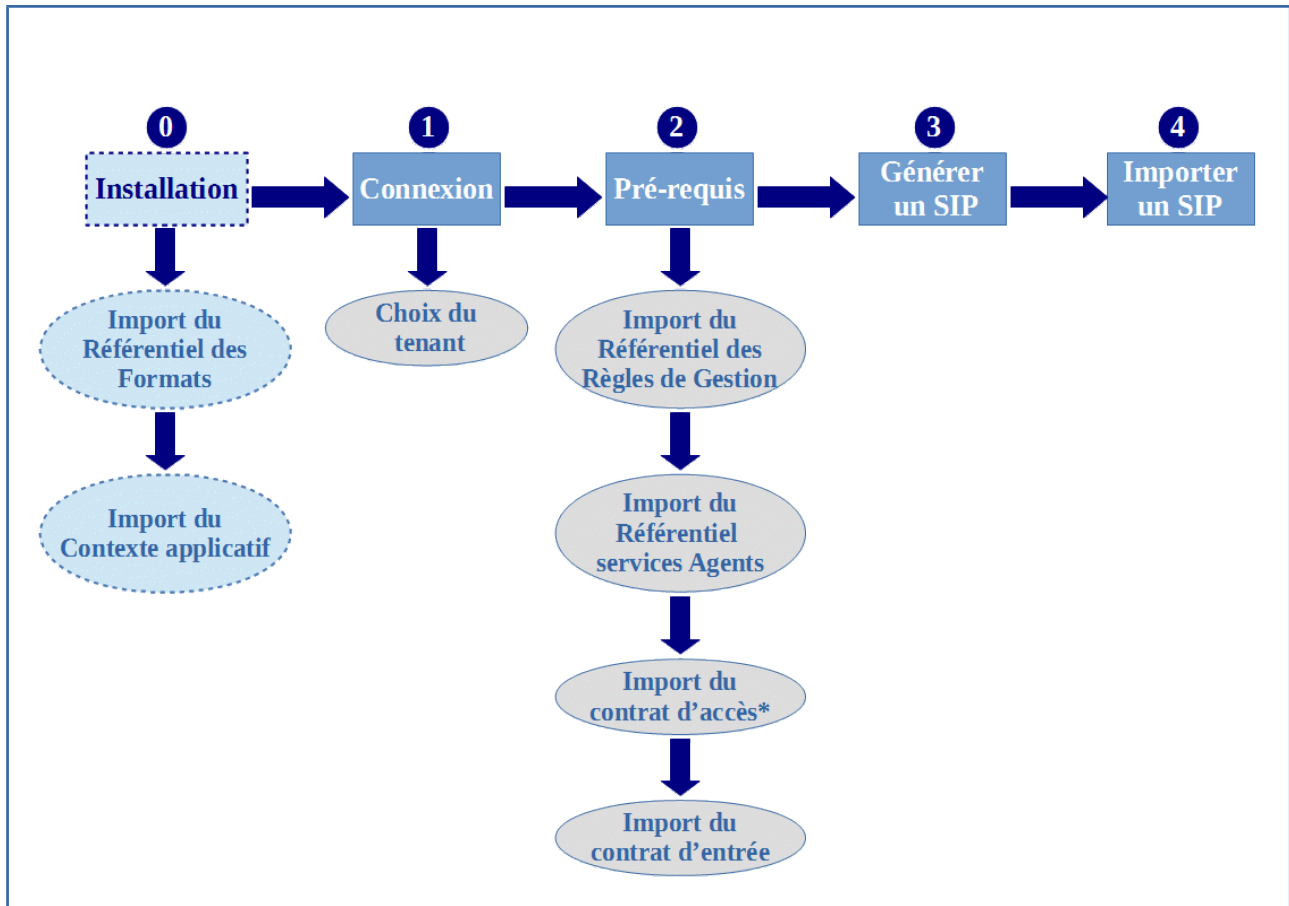 0
1
2
3
4
Installation
Connexion
Pré-requis
Générer
un SIP
Importer
un SIP
Import du
Référentiel des
Formats
Import du
Contexte applicatif
Choix du
tenant
Import du
Référentiel des
Règles de Gestion
Import du
Référentiel
services Agents
Import du
contrat d’accès*
Import du
contrat d’entrée